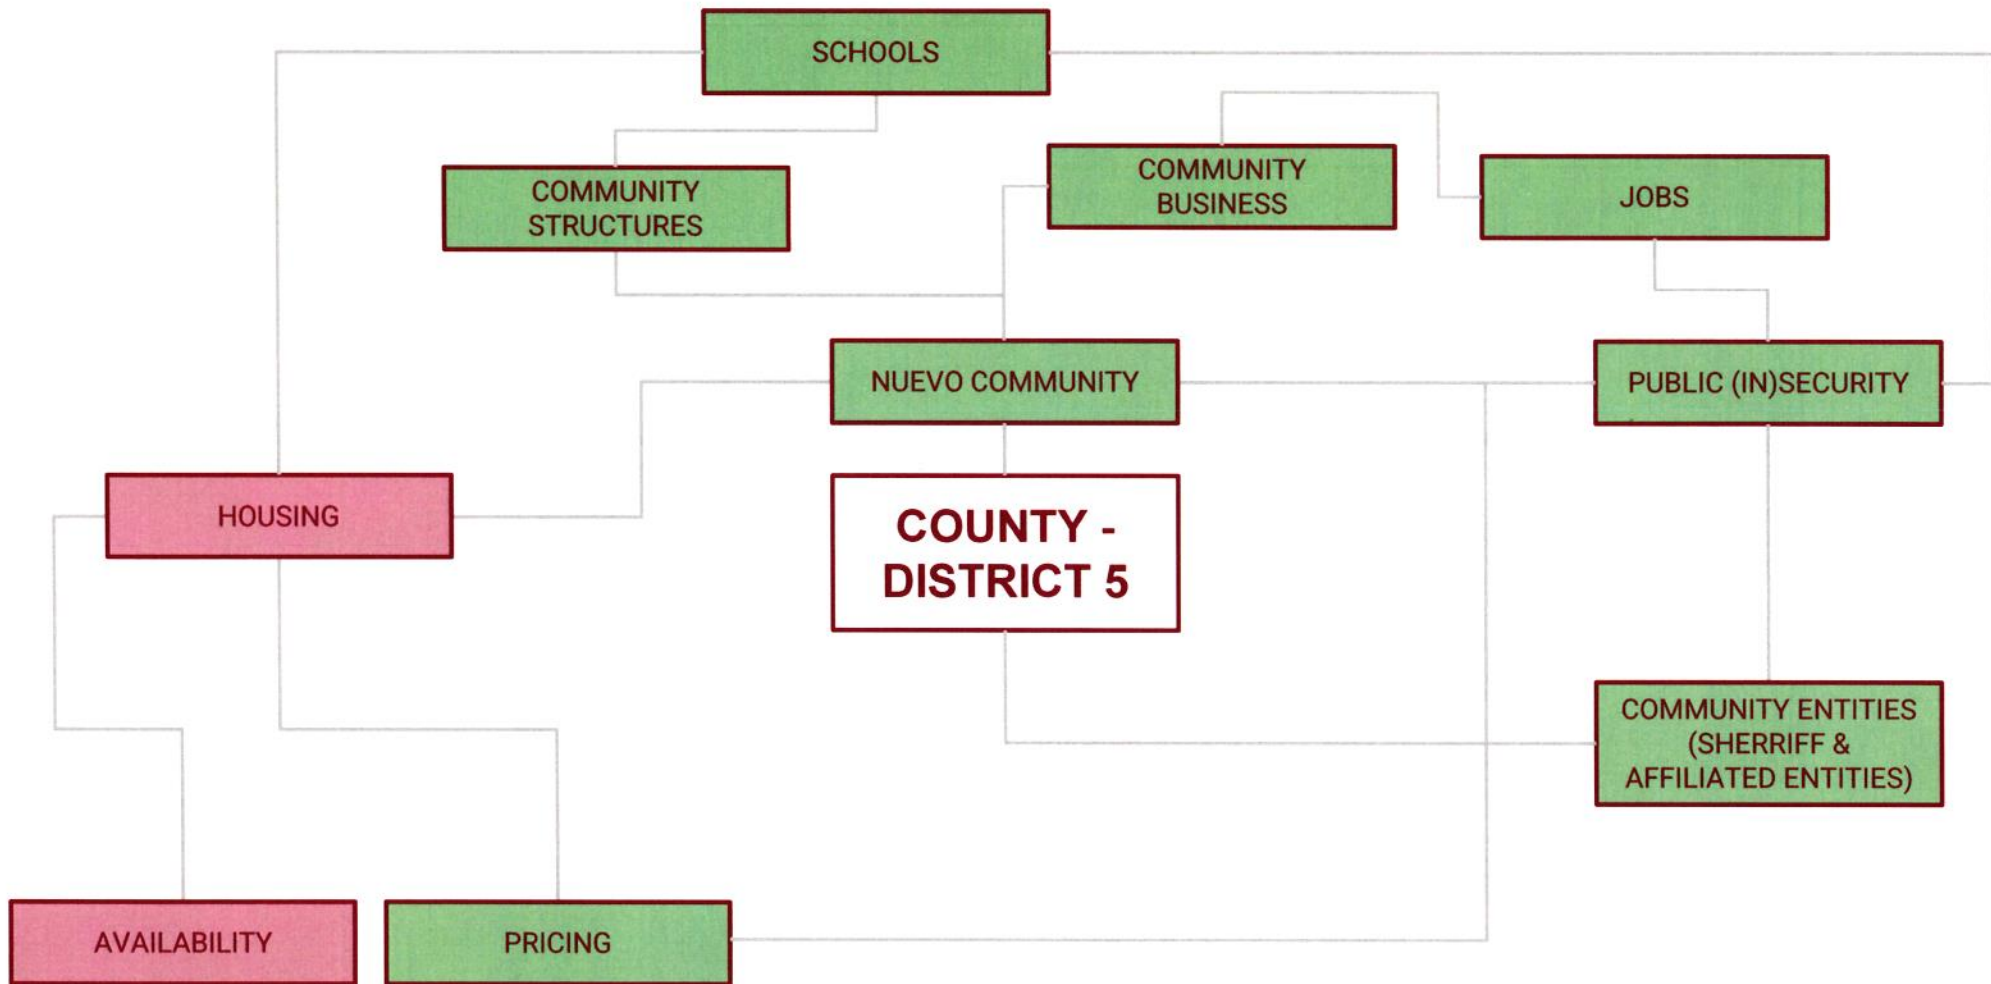 SCHOOLS
COMMUNITY
STRUCTURES
COMMUNITY
BUSINESS
JOBS
NUEVO COMMUNITY
PUBLIC (IN)SECURITY
HOUSING
COUNTY -
DISTRICT 5
COMMUNITY ENTITIES
(SHERRIFF &
AFFILIATED ENTITIES)
AVAILABILITY
PRICING